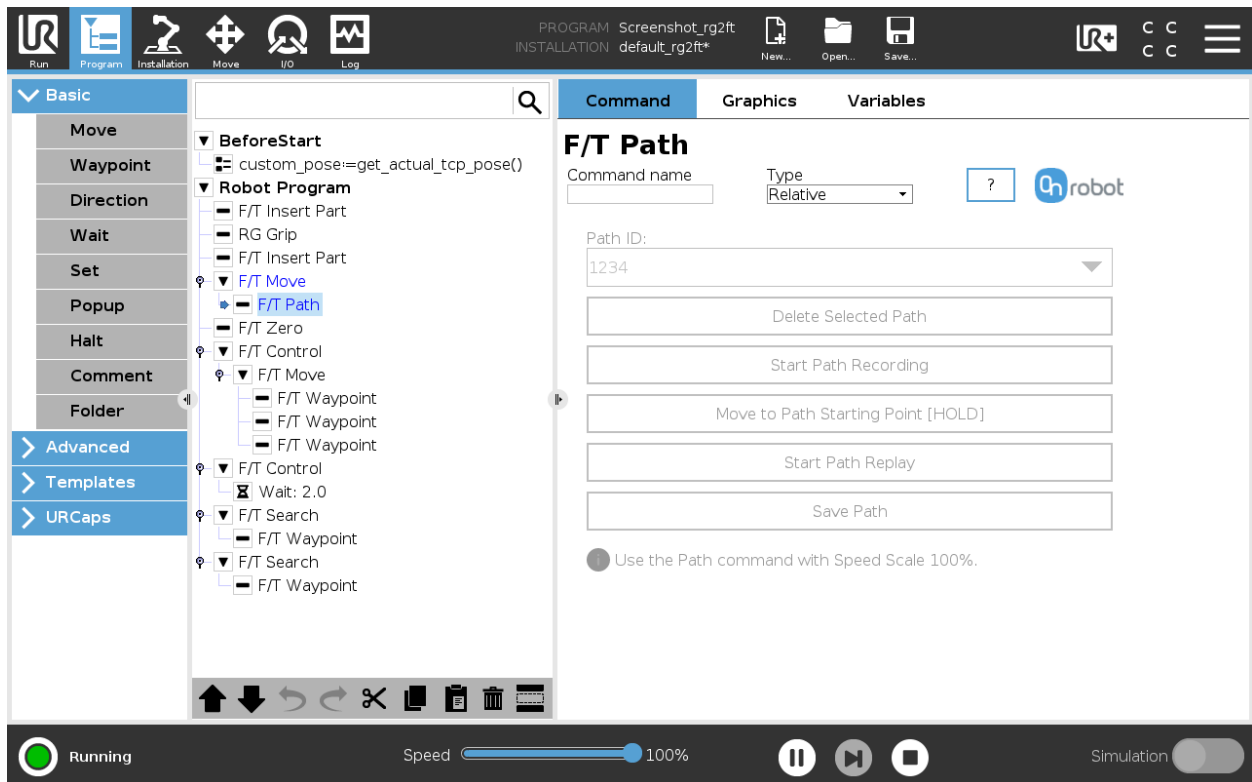 PROGRAM Screenshot_rg2ft
INSTALLATION default_rg2ft*
UR+
C C
C C
Run Program Installation Move I/O Log New... Open... Save...
Basic
Move
Waypoint
Direction
Wait
Set
Popup
Halt
Comment
Folder
Advanced
Templates
URCaps
BeforeStart
custom_pose:=get_actual_tcp_pose()
Robot Program
F/T Insert Part
RG Grip
F/T Insert Part
F/T Move
F/T Path
F/T Zero
F/T Control
F/T Move
F/T Waypoint
F/T Waypoint
F/T Waypoint
F/T Control
Wait: 2.0
F/T Search
F/T Waypoint
F/T Search
F/T Waypoint
Command Graphics Variables
F/T Path
Command name Type
Relative
?
On robot
Path ID:
1234
Delete Selected Path
Start Path Recording
Move to Path Starting Point [HOLD]
Start Path Replay
Save Path
i Use the Path command with Speed Scale 100%.
Running Speed 100% Simulation